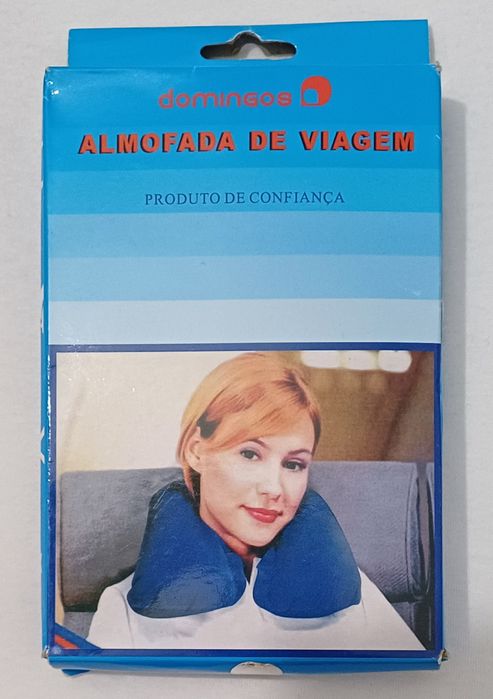 domingos
ALMOFADA DE VIAGEM
PRODUTO DE CONFIANÇA